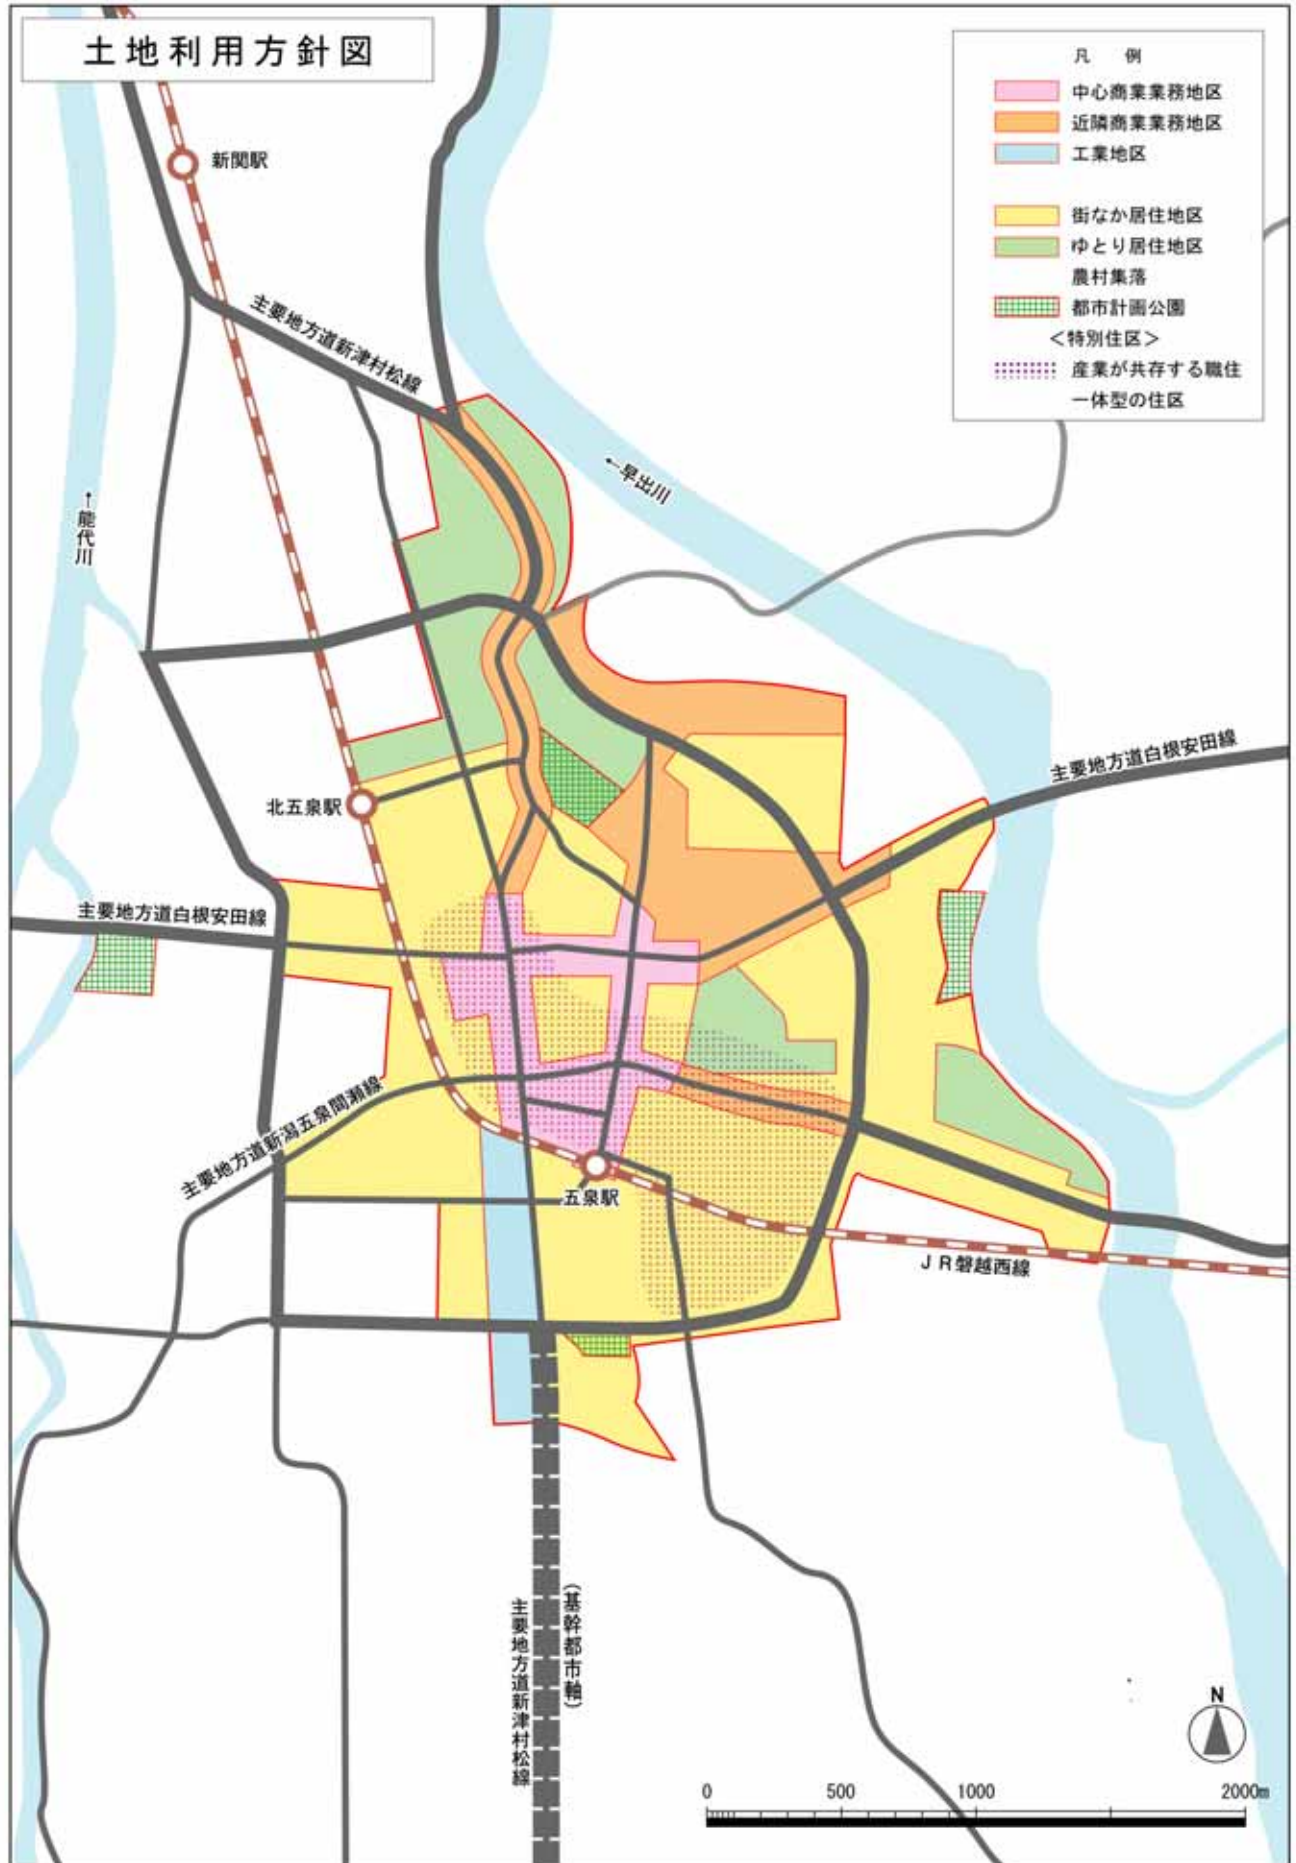 土地利用方針図
凡 例
中心商業業務地区
近隣商業業務地区
工業地区
街なか居住地区
ゆとり居住地区
農村集落
都市計画公園
＜特別住区＞
産業が共存する職住
一体型の住区
新関駅
主要地方道新津村松線
←早出川
←能代川
主要地方道白根安田線
北五泉駅
主要地方道白根安田線
主要地方道新潟五泉間瀬線
五泉駅
ＪＲ磐越西線
主要地方道新津村松線
（基幹都市軸）
N
0 500 1000 2000m